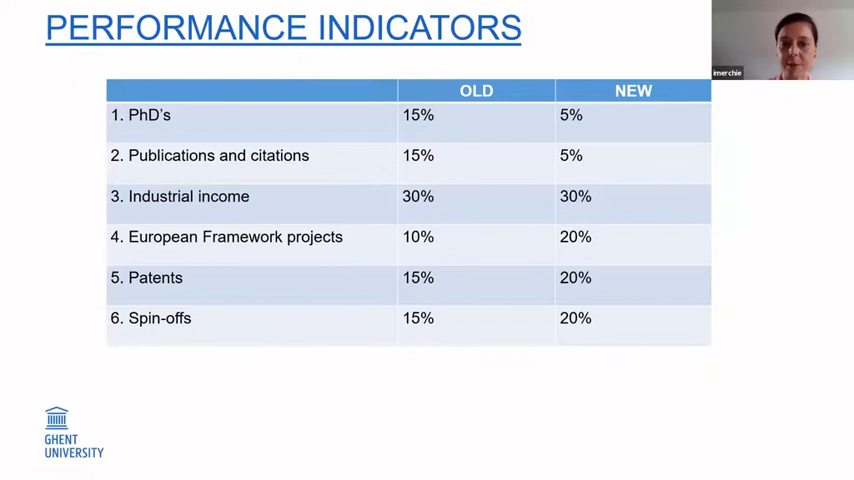 PERFORMANCE INDICATORS
imerchie
OLD NEW
1. PhD's 15% 5%
2. Publications and citations 15% 5%
3. Industrial income 30% 30%
4. European Framework projects 10% 20%
5. Patents 15% 20%
6. Spin-offs 15% 20%
GHENT
UNIVERSITY